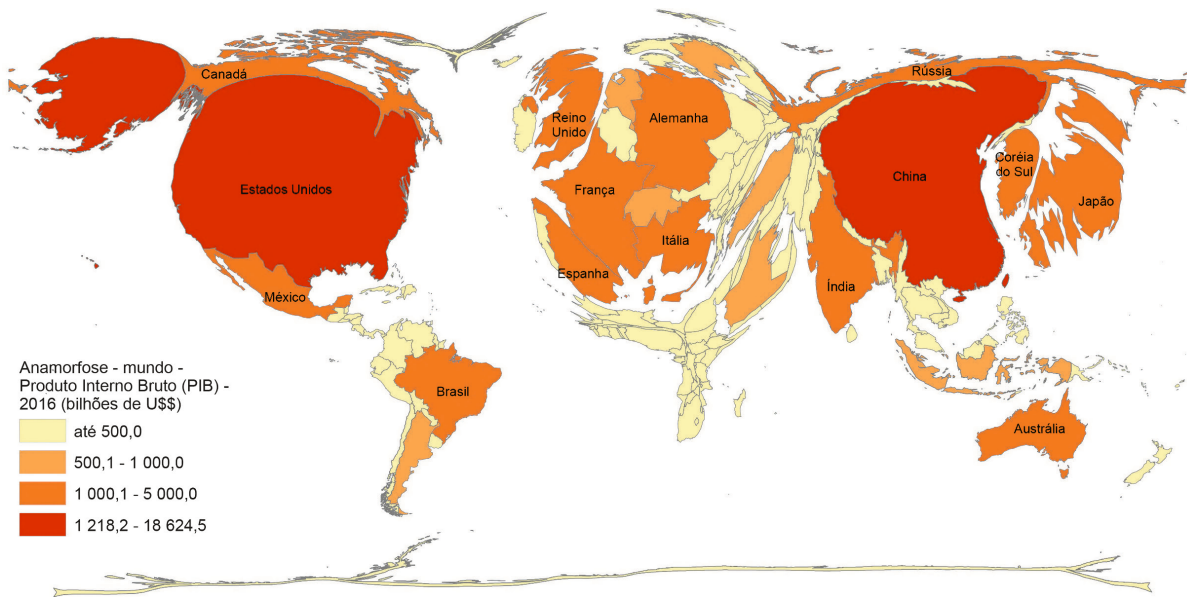 Canadá
Rússia
Reino
Unido
Alemanha
Coréia
do Sul
Estados Unidos
França
China
Japão
Itália
Espanha
Índia
México
Brasil
Austrália
Anamorfose - mundo -
Produto Interno Bruto (PIB) -
2016 (bilhões de U$$)
até 500,0
500,1 - 1 000,0
1 000,1 - 5 000,0
1 218,2 - 18 624,5